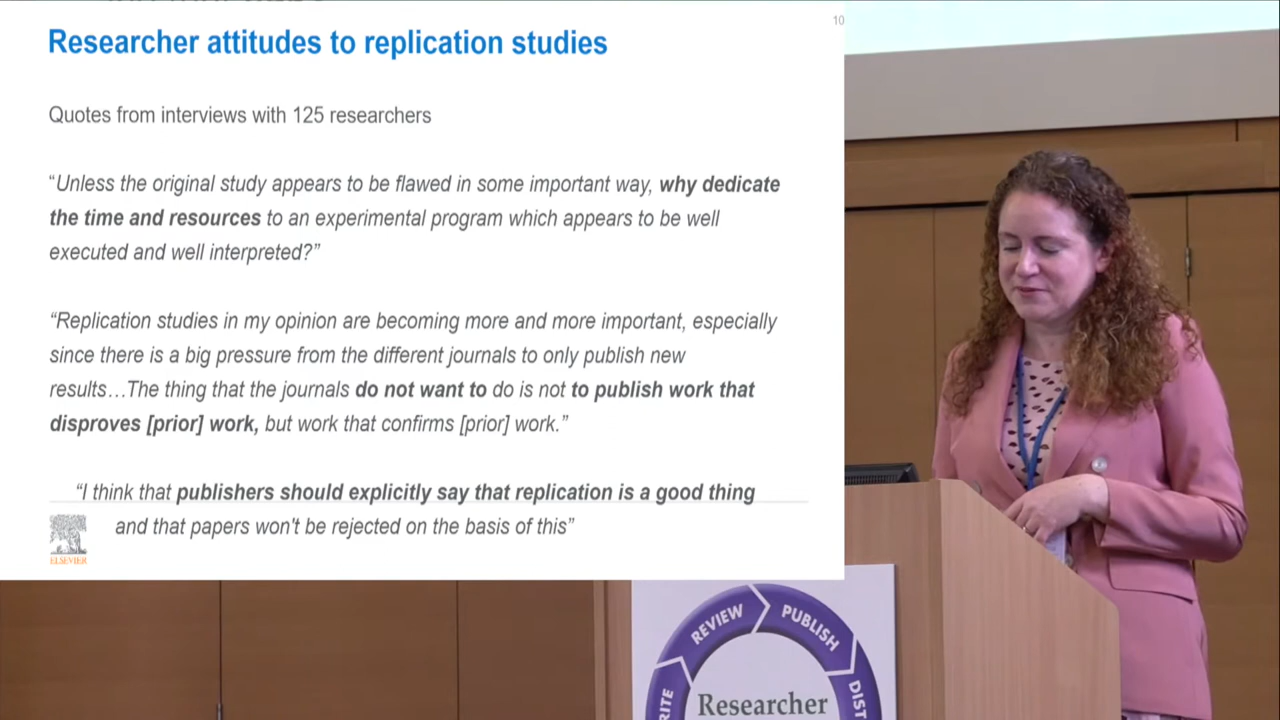 10
Researcher attitudes to replication studies
Quotes from interviews with 125 researchers
“Unless the original study appears to be flawed in some important way, why dedicate
the time and resources to an experimental program which appears to be well
executed and well interpreted?”
“Replication studies in my opinion are becoming more and more important, especially
since there is a big pressure from the different journals to only publish new
results…The thing that the journals do not want to do is not to publish work that
disproves [prior] work, but work that confirms [prior] work.”
“I think that publishers should explicitly say that replication is a good thing
and that papers won't be rejected on the basis of this”
ELSEVIER
REVIEW
PUBLISH
Researcher